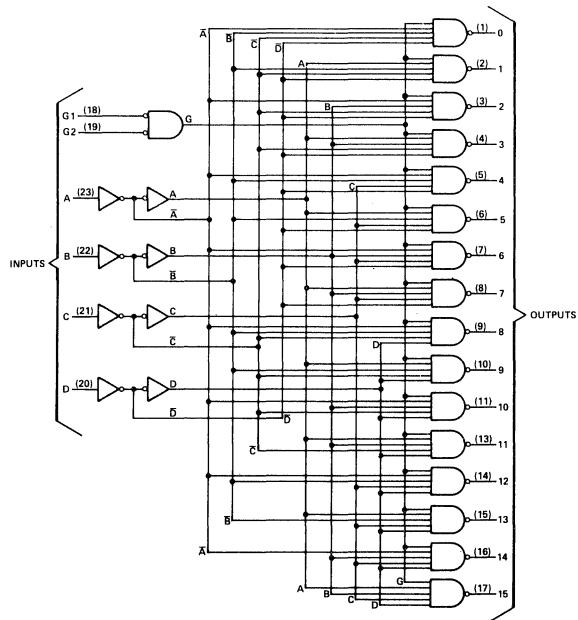 A̅
B̅
C̅
D̅
(1) 0
A
(2) 1
B
(3) 2
G1 (18)
G2 (19)
G
(4) 3
(5) 4
C
A (23)
A
A̅
(6) 5
B (22)
B
B̅
(7) 6
INPUTS
C (21)
C
C̅
(8) 7
OUTPUTS
(9) 8
D
(10) 9
D (20)
D
D̅
D̅
(11) 10
C̅
(13) 11
(14) 12
B̅
(15) 13
A̅
(16) 14
G
A
B
C
D
(17) 15